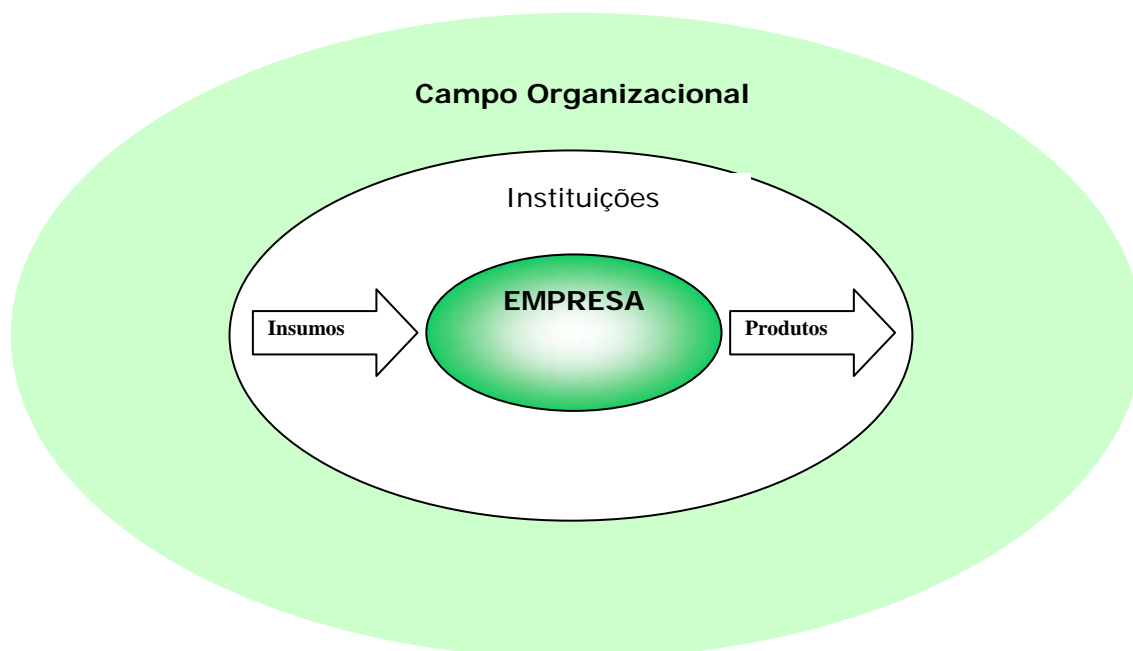 Campo Organizacional
Instituições
EMPRESA
Insumos
Produtos